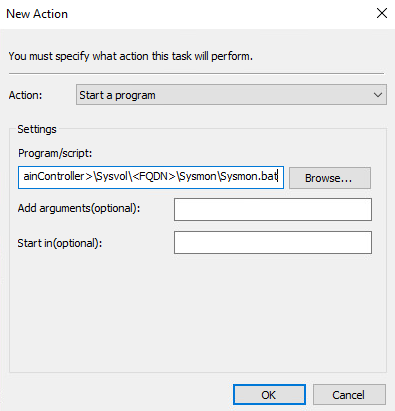 New Action
You must specify what action this task will perform.
Action:
Start a program
Settings
Program/script:
ainController>\Sysvol\<FQDN>\Sysmon\Sysmon.bat
Browse...
Add arguments(optional):
Start in(optional):
OK
Cancel